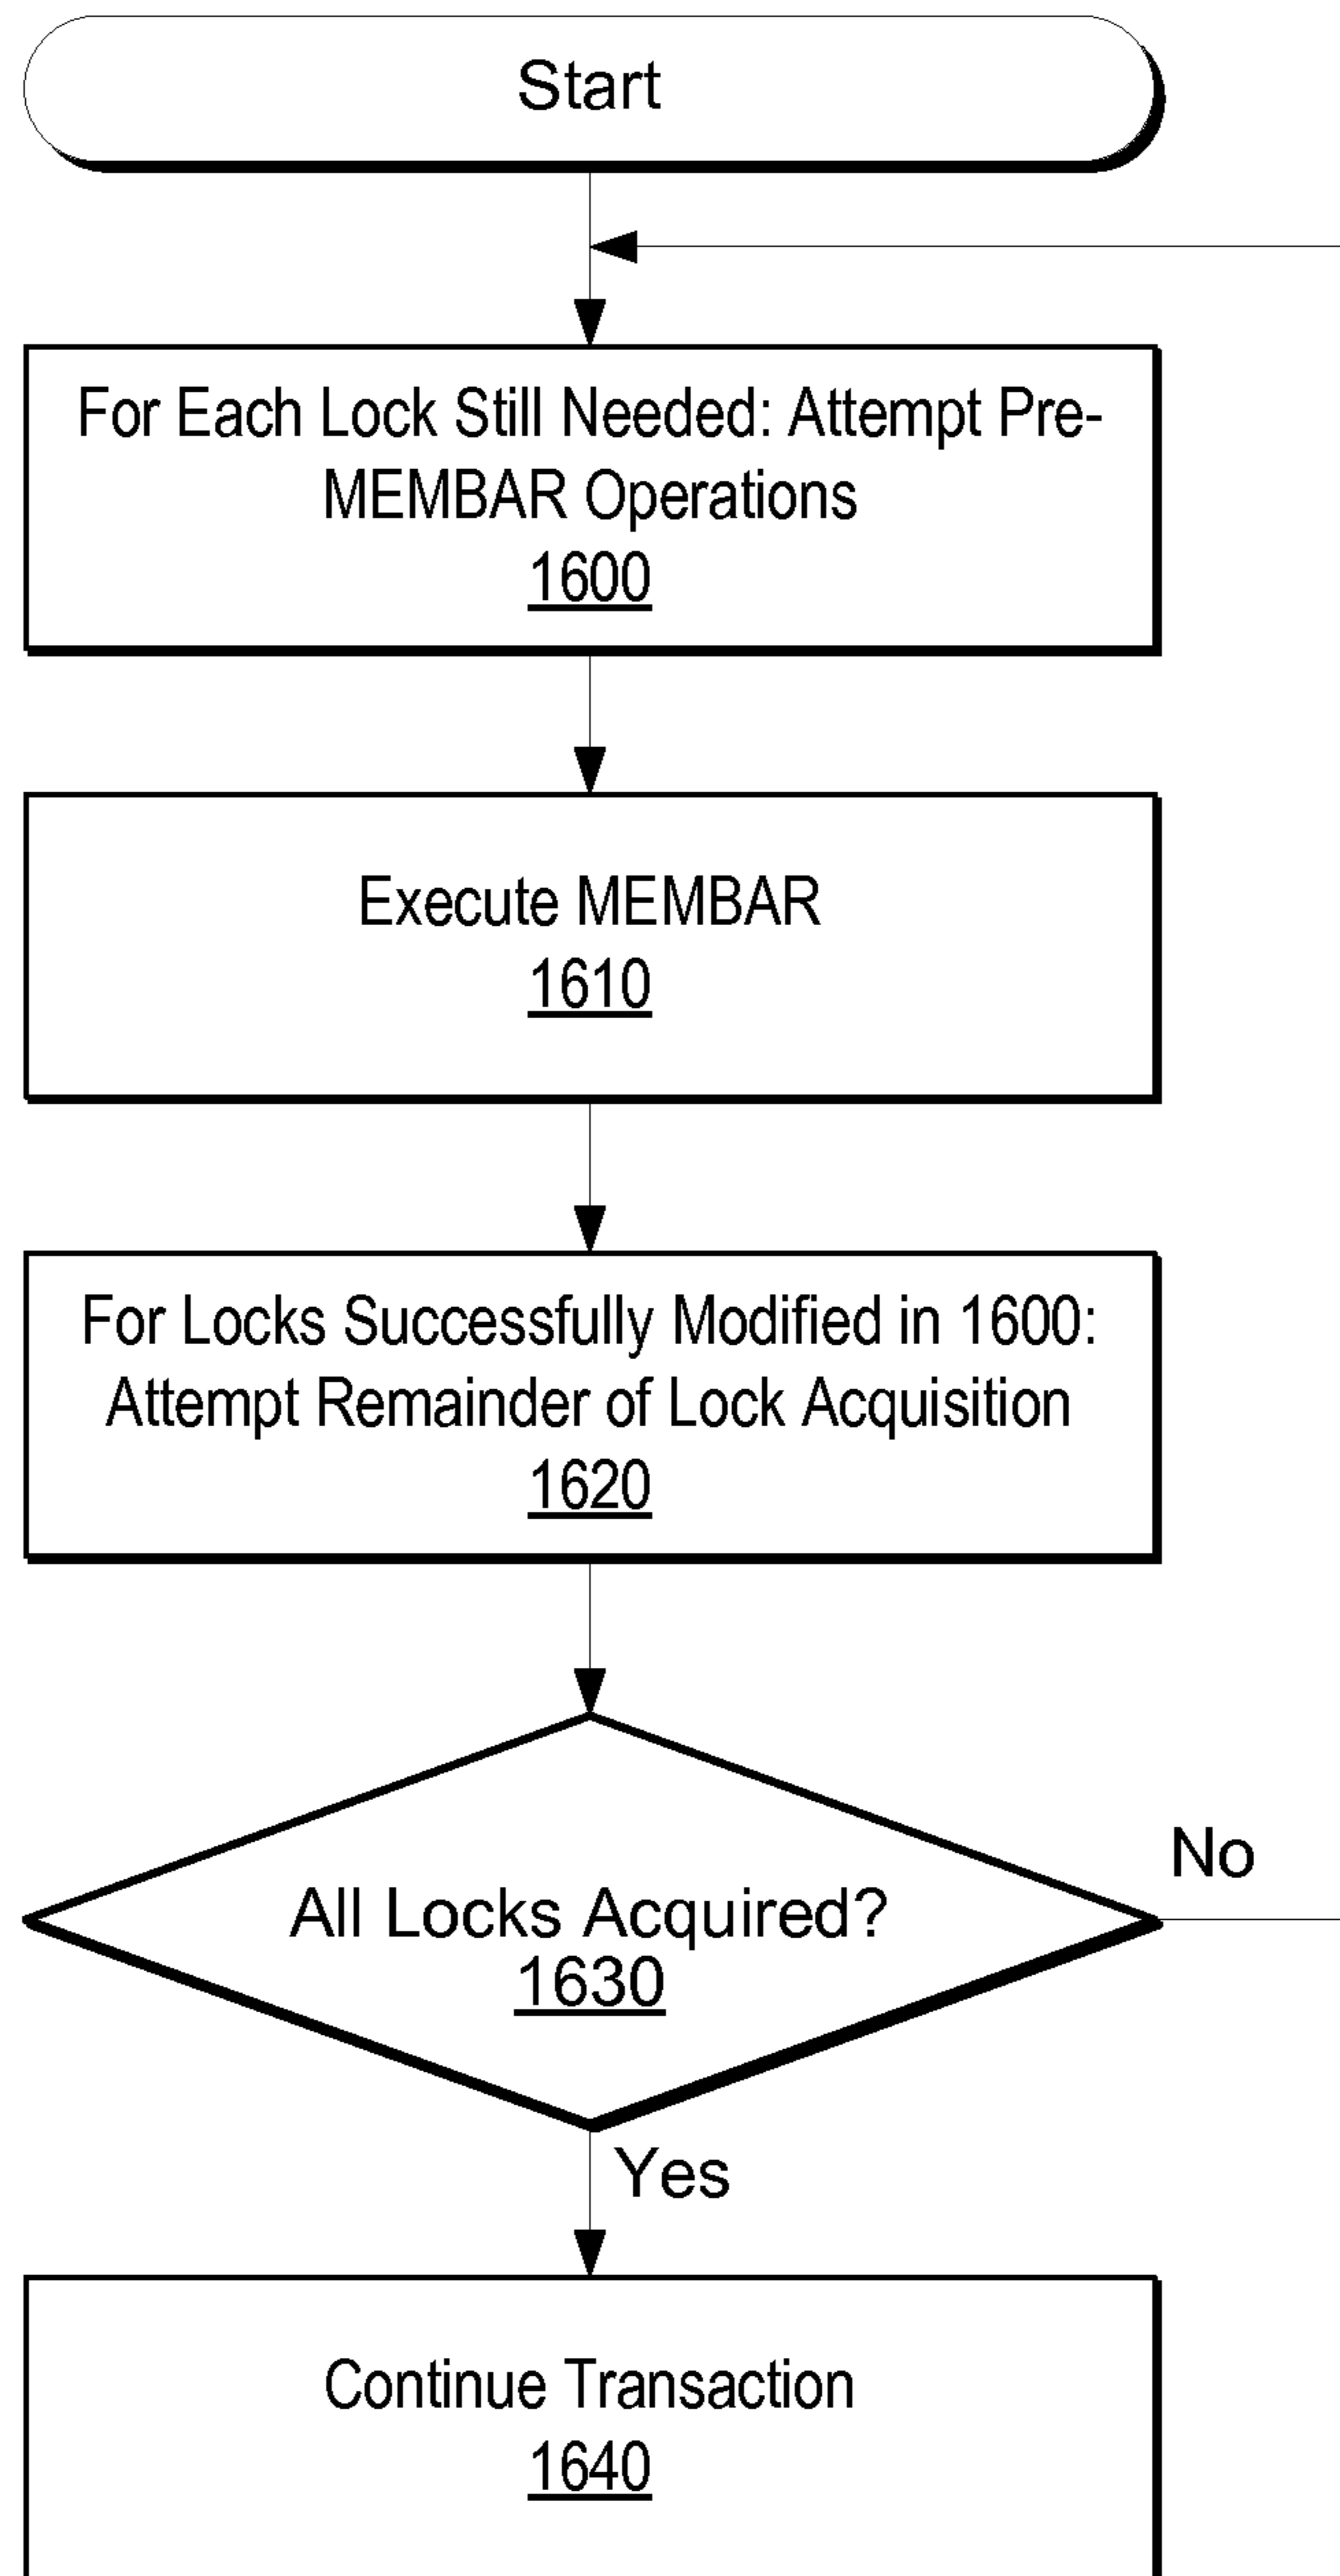 Start
For Each Lock Still Needed: Attempt Pre-
MEMBAR Operations
1600
Execute MEMBAR
1610
For Locks Successfully Modified in 1600:
Attempt Remainder of Lock Acquisition
1620
All Locks Acquired?
1630
No
Yes
Continue Transaction
1640